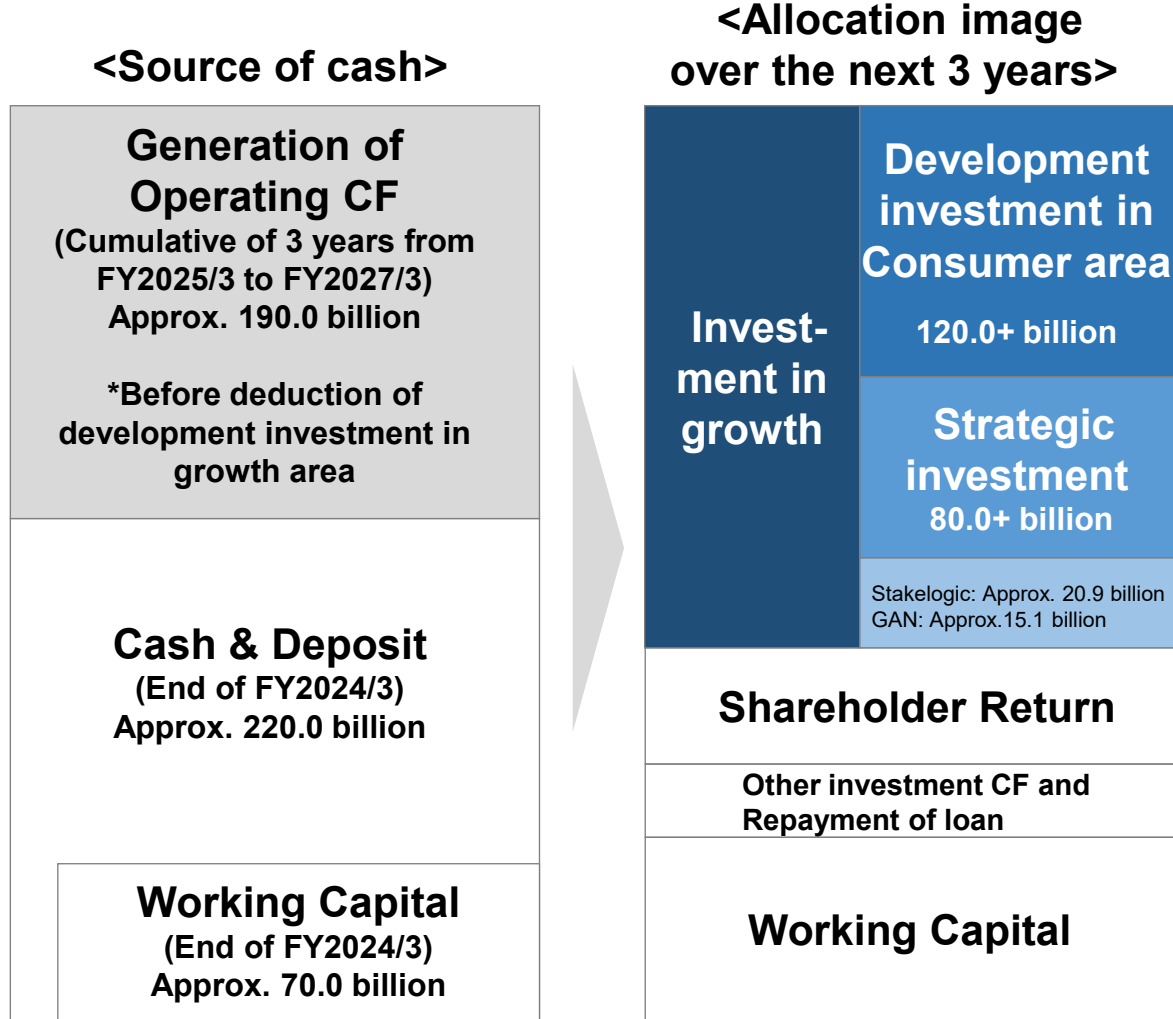 <Source of cash>
Generation of
Operating CF
(Cumulative of 3 years from
FY2025/3 to FY2027/3)
Approx. 190.0 billion
*Before deduction of
development investment in
growth area
Cash & Deposit
(End of FY2024/3)
Approx. 220.0 billion
Working Capital
(End of FY2024/3)
Approx. 70.0 billion
<Allocation image
over the next 3 years>
Invest-
ment in
growth
Development
investment in
Consumer area
120.0+ billion
Strategic
investment
80.0+ billion
Stakelogic: Approx. 20.9 billion
GAN: Approx.15.1 billion
Shareholder Return
Other investment CF and
Repayment of loan
Working Capital